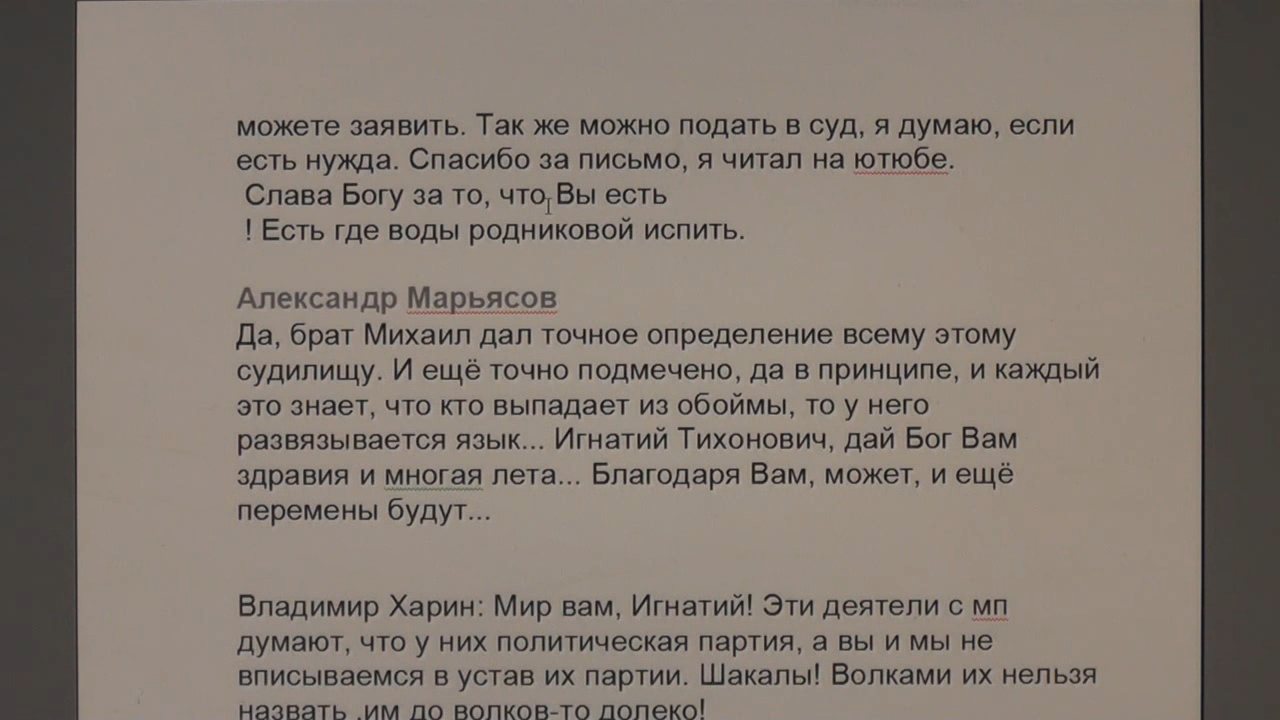 можете заявить. Так же можно подать в суд, я думаю, если
есть нужда. Спасибо за письмо, я читал на ютюбе.
Слава Богу за то, что Вы есть
! Есть где воды родниковой испить.
Александр Марьясов
Да, брат Михаил дал точное определение всему этому
судилищу. И ещё точно подмечено, да в принципе, и каждый
это знает, что кто выпадает из обоймы, то у него
развязывается язык... Игнатий Тихонович, дай Бог Вам
здравия и многая лета... Благодаря Вам, может, и ещё
перемены будут...
Владимир Харин: Мир вам, Игнатий! Эти деятели с мп
думают, что у них политическая партия, а вы и мы не
вписываемся в устав их партии. Шакалы! Волками их нельзя
назвать ,им до волков-то долеко!